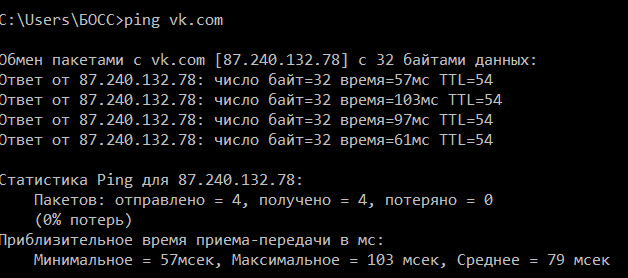 C:\Users\БОСС>ping vk.com
Обмен пакетами с vk.com [87.240.132.78] с 32 байтами данных:
Ответ от 87.240.132.78: число байт=32 время=57мс TTL=54
Ответ от 87.240.132.78: число байт=32 время=103мс TTL=54
Ответ от 87.240.132.78: число байт=32 время=97мс TTL=54
Ответ от 87.240.132.78: число байт=32 время=61мс TTL=54
Статистика Ping для 87.240.132.78:
Пакетов: отправлено = 4, получено = 4, потеряно = 0
(0% потерь)
Приблизительное время приема-передачи в мс:
Минимальное = 57мсек, Максимальное = 103 мсек, Среднее = 79 мсек